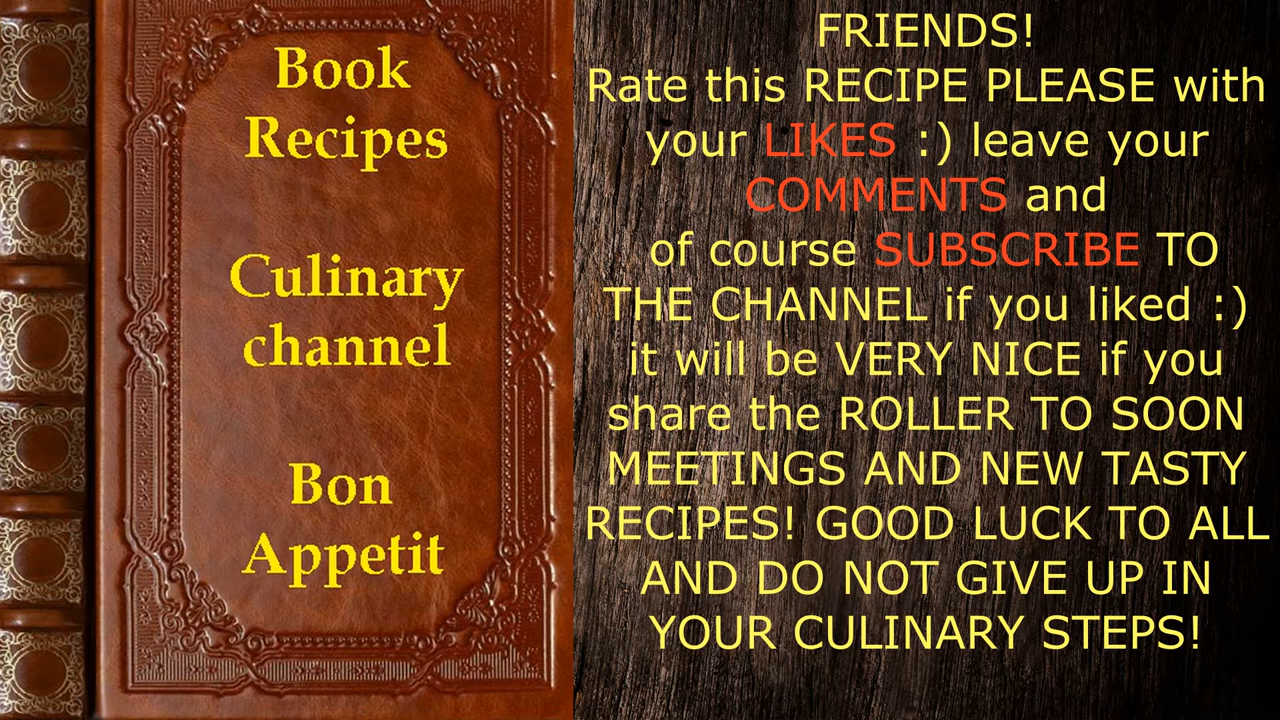 Book
Recipes
Culinary
channel
Bon
Appetit
FRIENDS!
Rate this RECIPE PLEASE with
your LIKES :) leave your
COMMENTS and
of course SUBSCRIBE TO
THE CHANNEL if you liked :)
it will be VERY NICE if you
share the ROLLER TO SOON
MEETINGS AND NEW TASTY
RECIPES! GOOD LUCK TO ALL
AND DO NOT GIVE UP IN
YOUR CULINARY STEPS!